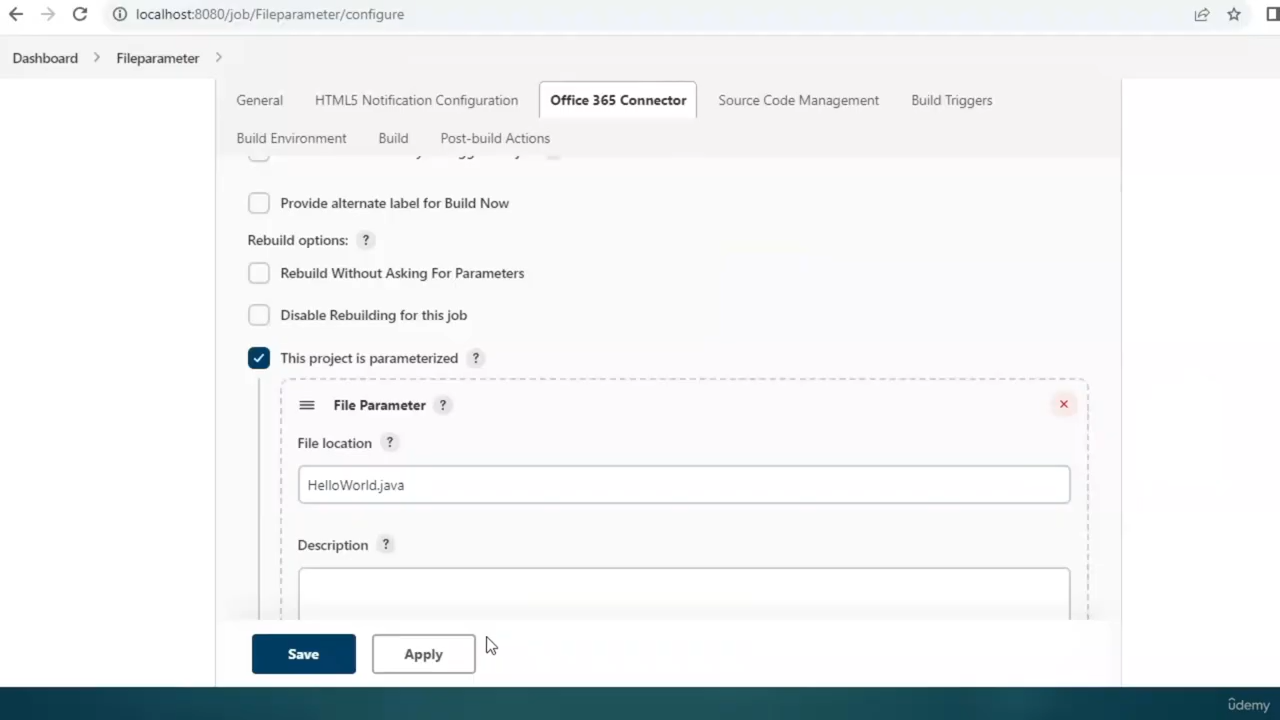 localhost:8080/job/Fileparameter/configure
Dashboard > Fileparameter >
General HTML5 Notification Configuration Office 365 Connector Source Code Management Build Triggers
Build Environment Build Post-build Actions
Provide alternate label for Build Now
Rebuild options: ?
Rebuild Without Asking For Parameters
Disable Rebuilding for this job
This project is parameterized ?
File Parameter ?
File location ?
HelloWorld.java
Description ?
Save Apply
ûdemy